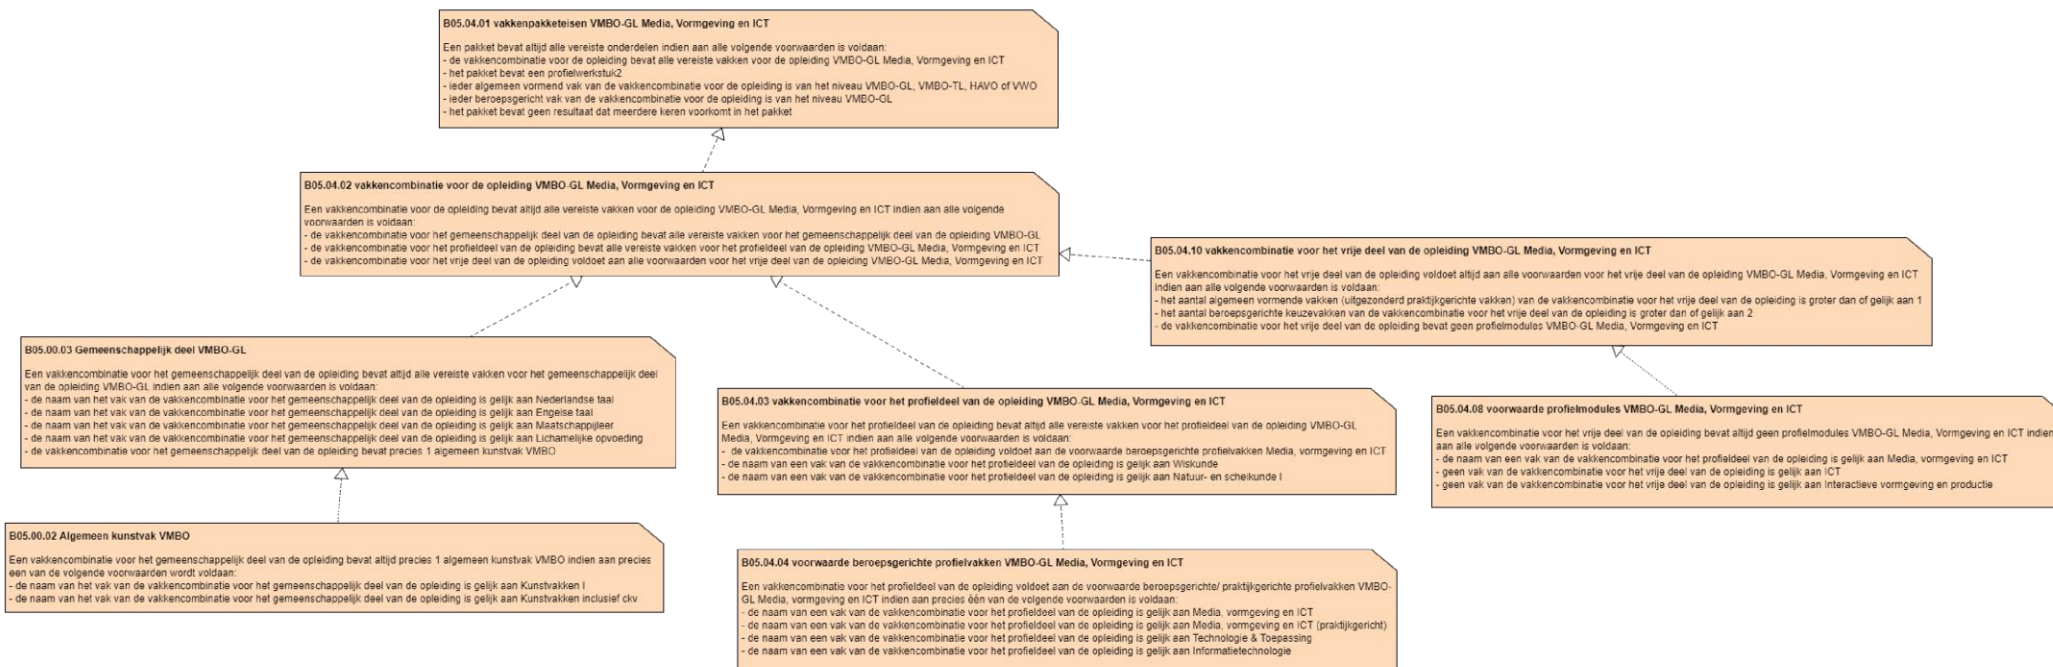 B05.04.01 vakkenpakketeisen VMBO-GL Media, Vormgeving en ICT
Een pakket bevat altijd alle vereiste onderdelen indien aan alle volgende voorwaarden is voldaan:
- de vakkencombinatie voor de opleiding bevat alle vereiste vakken voor de opleiding VMBO-GL Media, Vormgeving en ICT
- het pakket bevat een profielwerkstuk2
- ieder algemeen vormend vak van de vakkencombinatie voor de opleiding is van het niveau VMBO-GL, VMBO-TL, HAVO of VWO
- ieder beroepsgericht vak van de vakkencombinatie voor de opleiding is van het niveau VMBO-GL
- het pakket bevat geen resultaat dat meerdere keren voorkomt in het pakket
B05.04.02 vakkencombinatie voor de opleiding VMBO-GL Media, Vormgeving en ICT
Een vakkencombinatie voor de opleiding bevat altijd alle vereiste vakken voor de opleiding VMBO-GL Media, Vormgeving en ICT indien aan alle volgende
voorwaarden is voldaan:
- de vakkencombinatie voor het gemeenschappelijk deel van de opleiding bevat alle vereiste vakken voor het gemeenschappelijk deel van de opleiding VMBO-GL
- de vakkencombinatie voor het profieldeel van de opleiding bevat alle vereiste vakken voor het profieldeel van de opleiding VMBO-GL Media, Vormgeving en ICT
- de vakkencombinatie voor het vrije deel van de opleiding voldoet aan alle voorwaarden voor het vrije deel van de opleiding VMBO-GL Media, Vormgeving en ICT
B05.04.10 vakkencombinatie voor het vrije deel van de opleiding VMBO-GL Media, Vormgeving en ICT
Een vakkencombinatie voor het vrije deel van de opleiding voldoet altijd aan alle voorwaarden voor het vrije deel van de opleiding VMBO-GL Media, Vormgeving en ICT
indien aan alle volgende voorwaarden is voldaan:
- het aantal algemeen vormende vakken (uitgezonderd praktijkgerichte vakken) van de vakkencombinatie voor het vrije deel van de opleiding is groter dan of gelijk aan 1
- het aantal beroepsgerichte keuzevakken van de vakkencombinatie voor het vrije deel van de opleiding is groter dan of gelijk aan 2
- de vakkencombinatie voor het vrije deel van de opleiding bevat geen profielmodules VMBO-GL Media, Vormgeving en ICT
B05.00.03 Gemeenschappelijk deel VMBO-GL
Een vakkencombinatie voor het gemeenschappelijk deel van de opleiding bevat altijd alle vereiste vakken voor het gemeenschappelijk deel
van de opleiding VMBO-GL indien aan alle volgende voorwaarden is voldaan:
- de naam van het vak van de vakkencombinatie voor het gemeenschappelijk deel van de opleiding is gelijk aan Nederlandse taal
- de naam van het vak van de vakkencombinatie voor het gemeenschappelijk deel van de opleiding is gelijk aan Engelse taal
- de naam van het vak van de vakkencombinatie voor het gemeenschappelijk deel van de opleiding is gelijk aan Maatschappijleer
- de naam van het vak van de vakkencombinatie voor het gemeenschappelijk deel van de opleiding is gelijk aan Lichamelijke opvoeding
- de vakkencombinatie voor het gemeenschappelijk deel van de opleiding bevat precies 1 algemeen kunstvak VMBO
B05.04.03 vakkencombinatie voor het profieldeel van de opleiding VMBO-GL Media, Vormgeving en ICT
Een vakkencombinatie voor het profieldeel van de opleiding bevat altijd alle vereiste vakken voor het profieldeel van de opleiding VMBO-GL
Media, Vormgeving en ICT indien aan alle volgende voorwaarden is voldaan:
- de vakkencombinatie voor het profieldeel van de opleiding voldoet aan de voorwaarde beroepsgerichte profielvakken Media, vormgeving en ICT
- de naam van een vak van de vakkencombinatie voor het profieldeel van de opleiding is gelijk aan Wiskunde
- de naam van een vak van de vakkencombinatie voor het profieldeel van de opleiding is gelijk aan Natuur- en scheikunde I
B05.04.08 voorwaarde profielmodules VMBO-GL Media, Vormgeving en ICT
Een vakkencombinatie voor het vrije deel van de opleiding bevat altijd geen profielmodules VMBO-GL Media, Vormgeving en ICT indien
aan alle volgende voorwaarden is voldaan:
- de naam van een vak van de vakkencombinatie voor het profieldeel van de opleiding is gelijk aan Media, vormgeving en ICT
- geen vak van de vakkencombinatie voor het vrije deel van de opleiding is gelijk aan ICT
- geen vak van de vakkencombinatie voor het vrije deel van de opleiding is gelijk aan Interactieve vormgeving en productie
B05.00.02 Algemeen kunstvak VMBO
Een vakkencombinatie voor het gemeenschappelijk deel van de opleiding bevat altijd precies 1 algemeen kunstvak VMBO indien aan precies
een van de volgende voorwaarden wordt voldaan:
- de naam van het vak van de vakkencombinatie voor het gemeenschappelijk deel van de opleiding is gelijk aan Kunstvakken I
- de naam van het vak van de vakkencombinatie voor het gemeenschappelijk deel van de opleiding is gelijk aan Kunstvakken inclusief ckv
B05.04.04 voorwaarde beroepsgerichte profielvakken VMBO-GL Media, Vormgeving en ICT
Een vakkencombinatie voor het profieldeel van de opleiding voldoet aan de voorwaarde beroepsgerichte/ praktijkgerichte profielvakken VMBO-
GL Media, vormgeving en ICT indien aan precies één van de volgende voorwaarden is voldaan:
- de naam van een vak van de vakkencombinatie voor het profieldeel van de opleiding is gelijk aan Media, vormgeving en ICT
- de naam van een vak van de vakkencombinatie voor het profieldeel van de opleiding is gelijk aan Media, vormgeving en ICT (praktijkgericht)
- de naam van een vak van de vakkencombinatie voor het profieldeel van de opleiding is gelijk aan Technologie & Toepassing
- de naam van een vak van de vakkencombinatie voor het profieldeel van de opleiding is gelijk aan Informatietechnologie